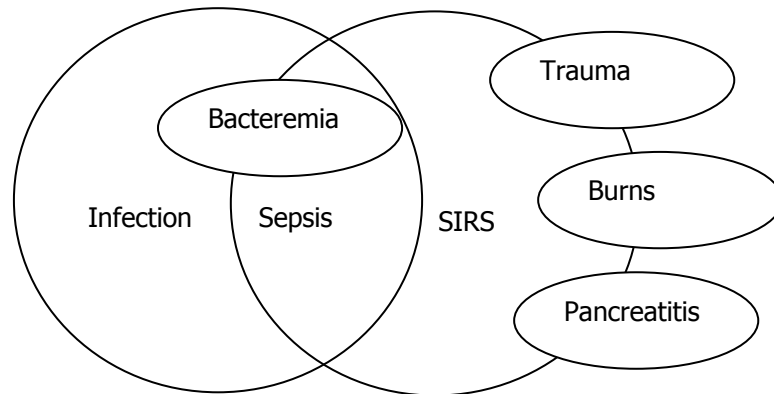 Trauma
Bacteremia
Burns
Infection
Sepsis
SIRS
Pancreatitis